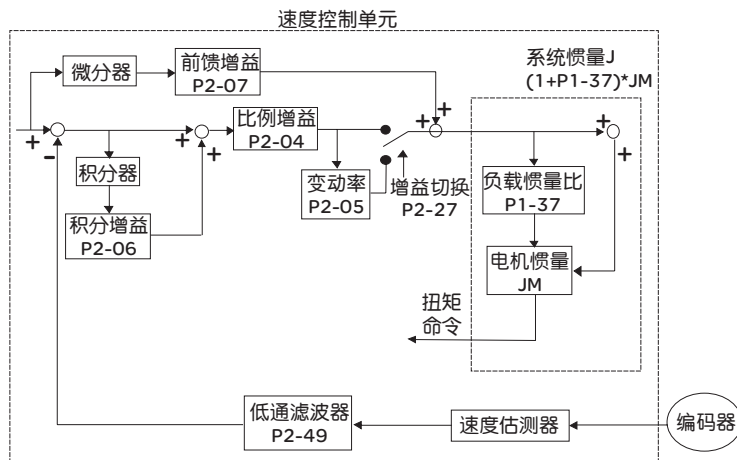 速度控制单元
微分器
前馈增益
P2-07
系统惯量J
(1+P1-37)*JM
+
+
+
-
积分器
积分增益
P2-06
+
+
比例增益
P2-04
变动率
P2-05
增益切换
P2-27
+
+
负载惯量比
P1-37
电机惯量
JM
扭矩
命令
低通滤波器
P2-49
速度估测器
编码器